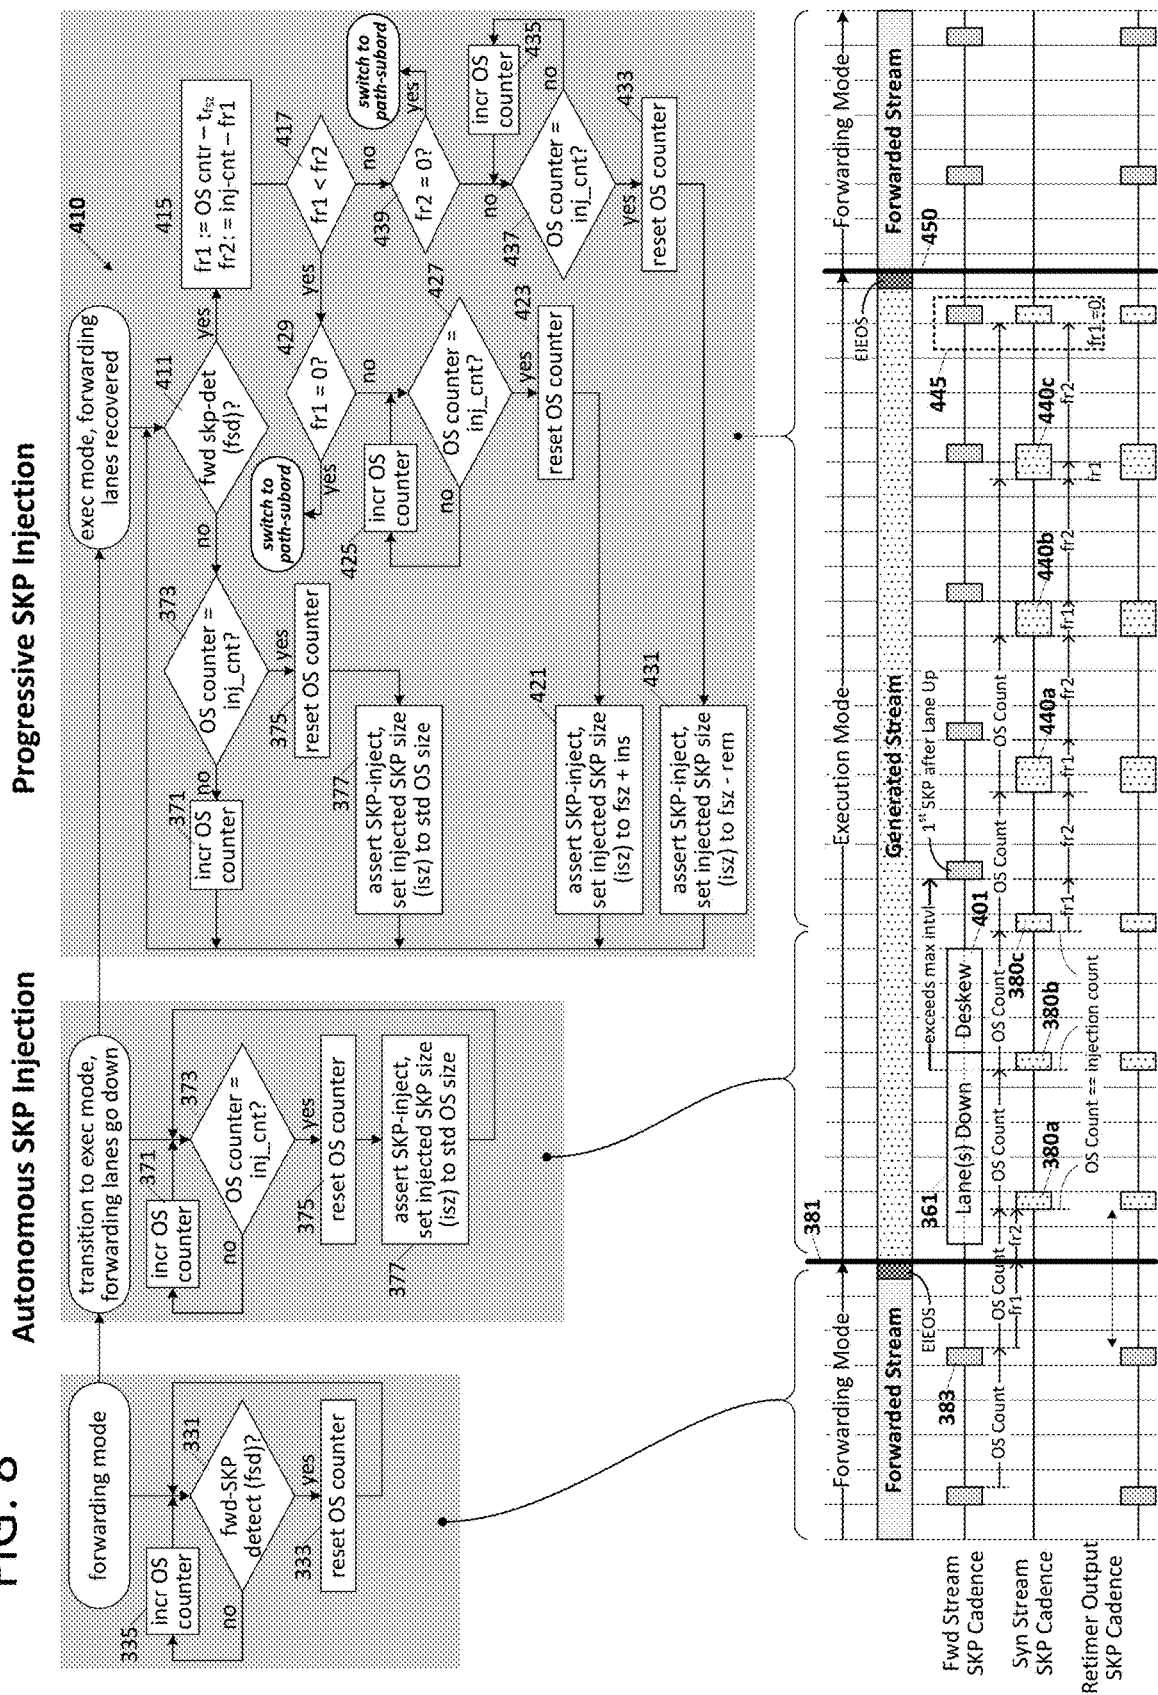 FIG. 8
Autonomous SKP Injection
Progressive SKP Injection
forwarding mode
335
incr OS
counter
331
fwd-SKP
detect (fsd)?
no
yes
333
reset OS counter
transition to exec mode,
forwarding lanes go down
371
incr OS
counter
373
OS counter =
inj_cnt?
no
yes
375
reset OS counter
377
assert SKP-inject,
set injected SKP size
(isz) to std OS size
exec mode, forwarding
lanes recovered
410
411
fwd skp-det
(fsd)?
no
yes
373
OS counter =
inj_cnt?
371
no
incr OS
counter
yes
375
reset OS counter
377
assert SKP-inject,
set injected SKP size
(isz) to std OS size
415
fr1 := OS cntr – tfsz
fr2: = inj-cnt – fr1
417
fr1 < fr2
yes
no
429
fr1 = 0?
yes
switch to
path-subord
no
425
incr OS
counter
427
OS counter =
inj_cnt?
no
yes
423
reset OS counter
421
assert SKP-inject,
set injected SKP size
(isz) to fsz + ins
439
fr2 = 0?
yes
switch to
path-subord
no
incr OS
counter
435
437
OS counter =
inj_cnt?
no
yes
433
reset OS counter
431
assert SKP-inject,
set injected SKP size
(isz) to fsz - rem
Forwarding Mode
381
Execution Mode
Forwarding Mode
Forwarded Stream
EIEOS
Generated Stream
EIEOS
Forwarded Stream
450
Fwd Stream
SKP Cadence
383
361
Lane(s) Down
Deskew
401
exceeds max intvl
1st SKP after Lane Up
445
OS Count
OS Count
OS Count
OS Count
OS Count
OS Count
Syn Stream
SKP Cadence
fr1
fr2
380a
380b
380c
440a
440b
440c
fr1
fr2
fr1
fr2
fr1
fr2
fr1
fr2
fr1=0
OS Count == injection count
Retimer Output
SKP Cadence